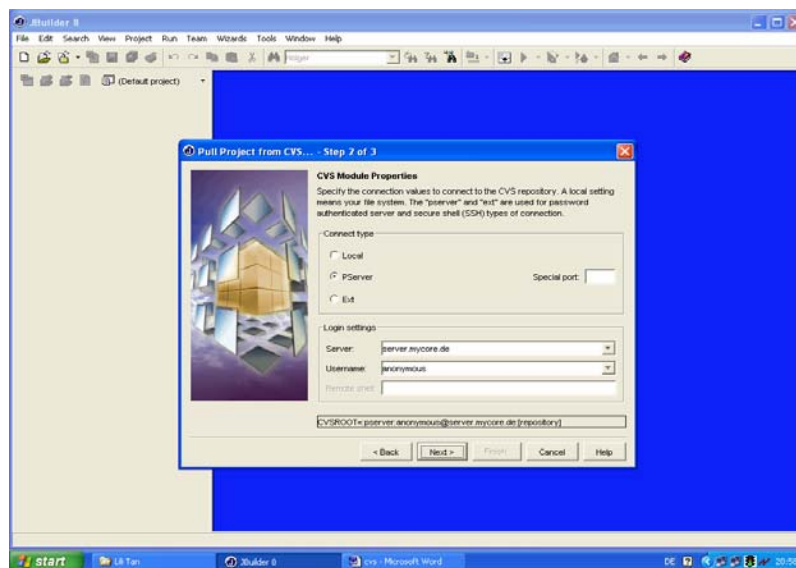 JBuilder 8
File Edit Search View Project Run Team Wizards Tools Window Help
Holger
(Default project)
Pull Project from CVS... - Step 2 of 3
CVS Module Properties
Specify the connection values to connect to the CVS repository. A local setting
means your file system. The "pserver" and "ext" are used for password
authenticated server and secure shell (SSH) types of connection.
Connect type
Local
PServer
Special port:
Ext
Login settings
Server: server.mycore.de
Username: anonymous
Remote shell:
CVSROOT=:pserver:anonymous@server.mycore.de:[repository]
< Back Next > Finish Cancel Help
start Lili Tan JBuilder 8 cvs - Microsoft Word DE 20:58